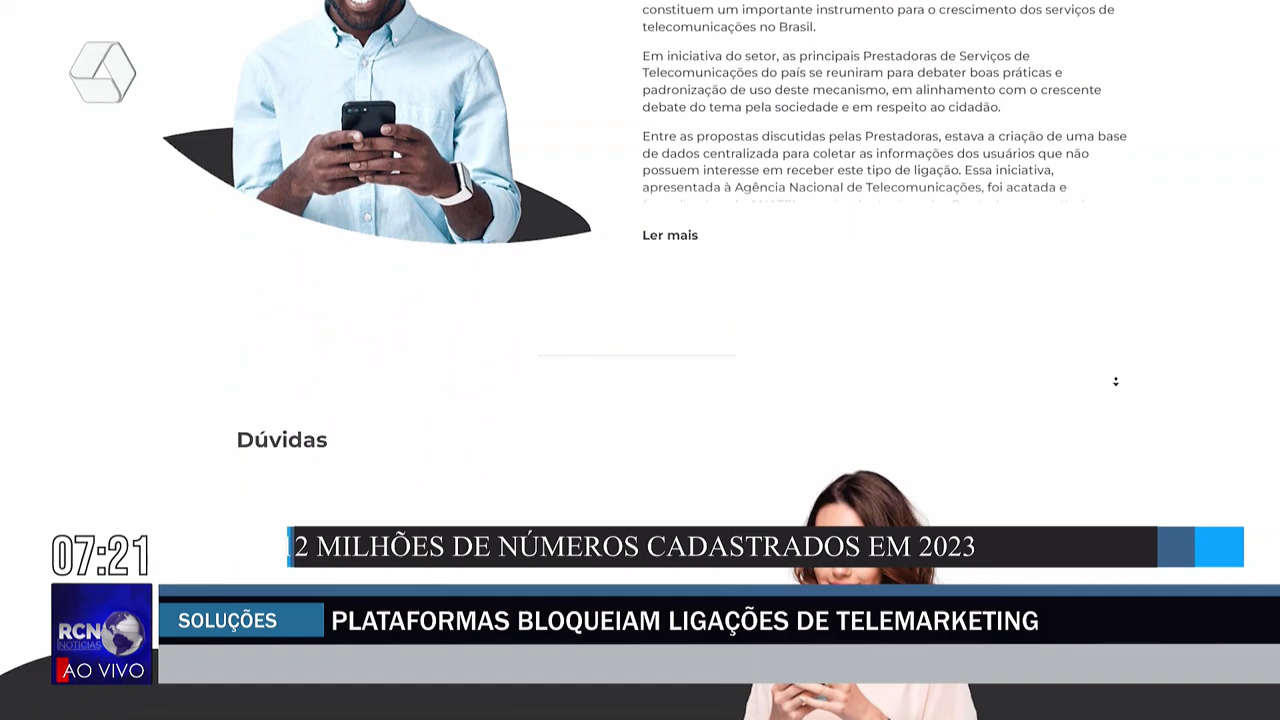 constituem um importante instrumento para o crescimento dos serviços de
telecomunicações no Brasil.
Em iniciativa do setor, as principais Prestadoras de Serviços de
Telecomunicações do país se reuniram para debater boas práticas e
padronização de uso deste mecanismo, em alinhamento com o crescente
debate do tema pela sociedade e em respeito ao cidadão.
Entre as propostas discutidas pelas Prestadoras, estava a criação de uma base
de dados centralizada para coletar as informações dos usuários que não
possuem interesse em receber este tipo de ligação. Essa iniciativa,
apresentada à Agência Nacional de Telecomunicações, foi acatada e
Ler mais
Dúvidas
07:21
2 MILHÕES DE NÚMEROS CADASTRADOS EM 2023
SOLUÇÕES
PLATAFORMAS BLOQUEIAM LIGAÇÕES DE TELEMARKETING
RCN
NOTÍCIAS
AO VIVO